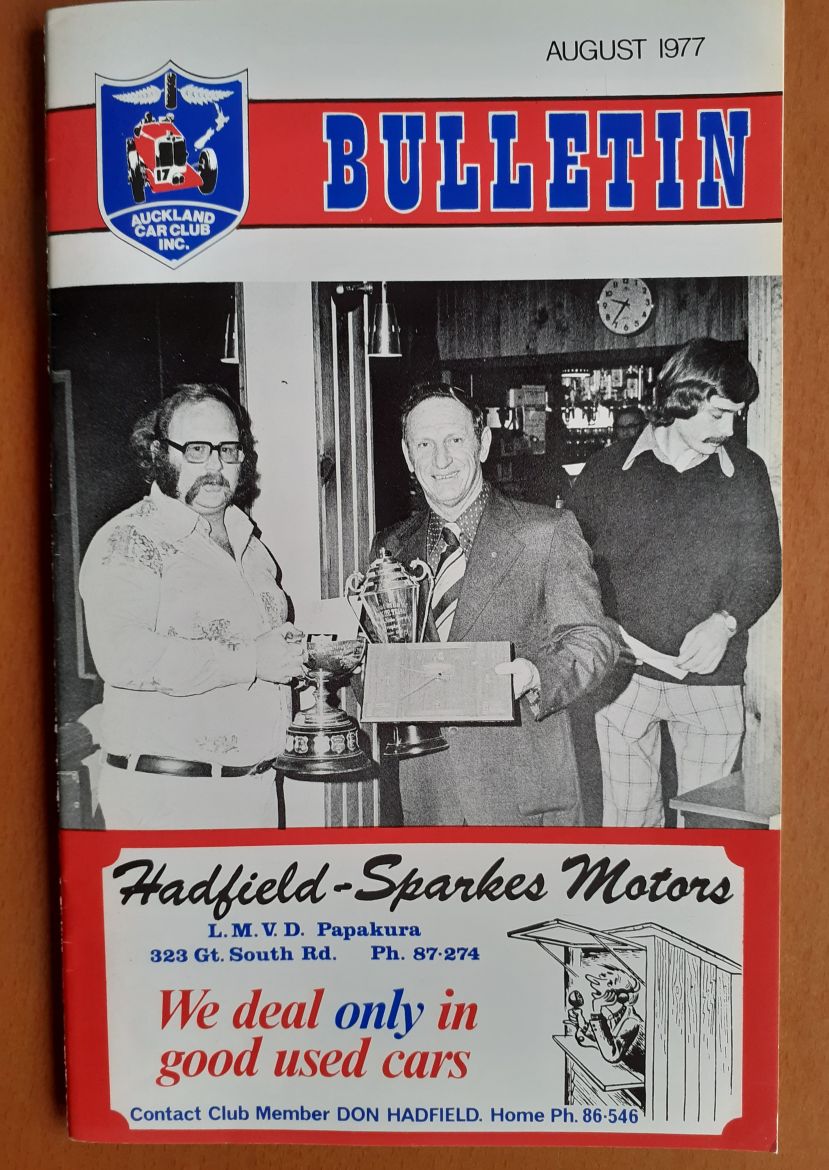 AUGUST 1977
BULLETIN
17
AUCKLAND
CAR CLUB
INC.
Hadfield-Sparkes Motors
L.M.V.D. Papakura
323 Gt. South Rd. Ph. 87·274
We deal only in
good used cars
Contact Club Member DON HADFIELD. Home Ph. 86·546